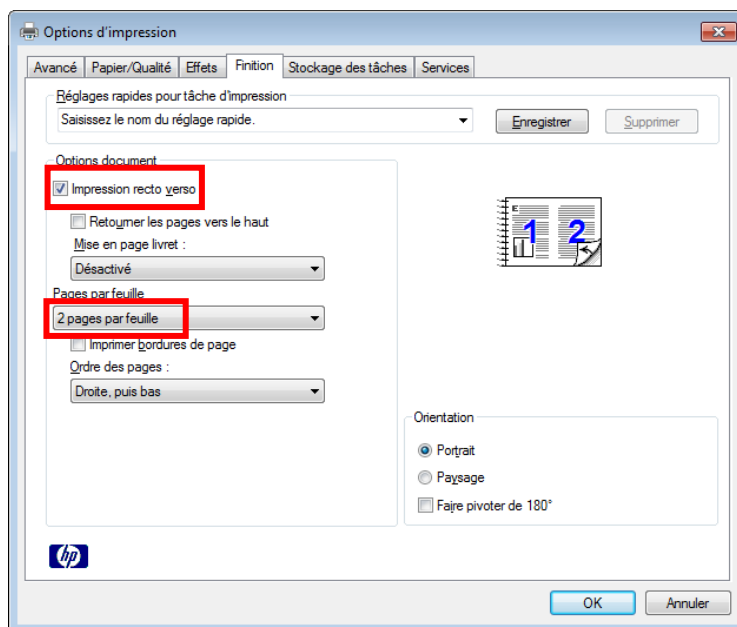 Options d'impression
Avancé Papier/Qualité Effets Finition Stockage des tâches Services
Réglages rapides pour tâche d'impression
Saisissez le nom du réglage rapide. Enregistrer Supprimer
Options document
Impression recto verso
Retourner les pages vers le haut
Mise en page livret :
Désactivé
Pages par feuille
2 pages par feuille
Imprimer bordures de page
Ordre des pages :
Droite, puis bas
E
1 2
Orientation
Portrait
Paysage
Faire pivoter de 180°
hp
OK Annuler